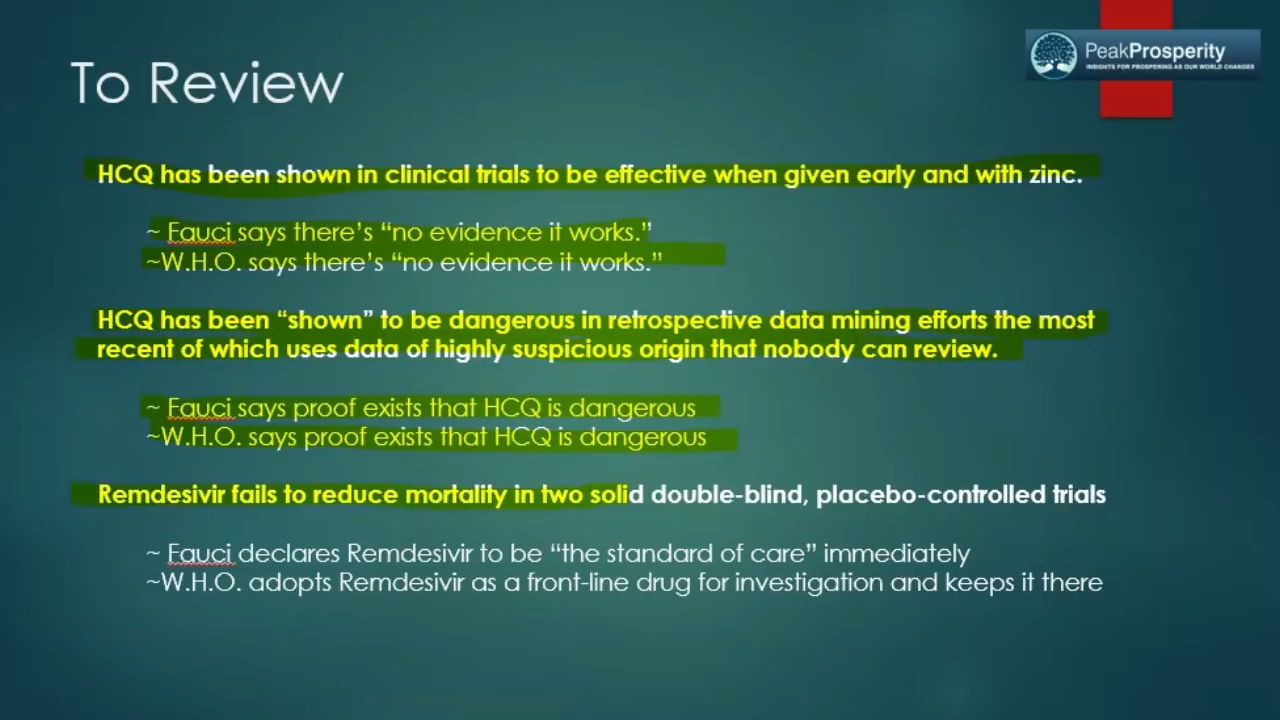 To Review
PeakProsperity
INSIGHTS FOR PROSPERING AS OUR WORLD CHANGES
HCQ has been shown in clinical trials to be effective when given early and with zinc.
~ Fauci says there's “no evidence it works.”
~W.H.O. says there's “no evidence it works.”
HCQ has been “shown” to be dangerous in retrospective data mining efforts the most
recent of which uses data of highly suspicious origin that nobody can review.
~ Fauci says proof exists that HCQ is dangerous
~W.H.O. says proof exists that HCQ is dangerous
Remdesivir fails to reduce mortality in two solid double-blind, placebo-controlled trials
~ Fauci declares Remdesivir to be “the standard of care” immediately
~W.H.O. adopts Remdesivir as a front-line drug for investigation and keeps it there